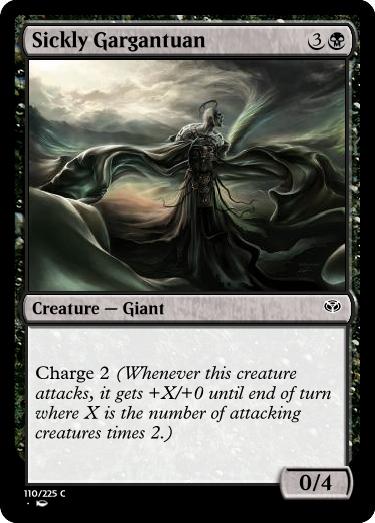 Sickly Gargantuan 3
Creature — Giant
Charge 2 (Whenever this creature
attacks, it gets +X/+0 until end of turn
where X is the number of attacking
creatures times 2.)
0/4
110/225 C